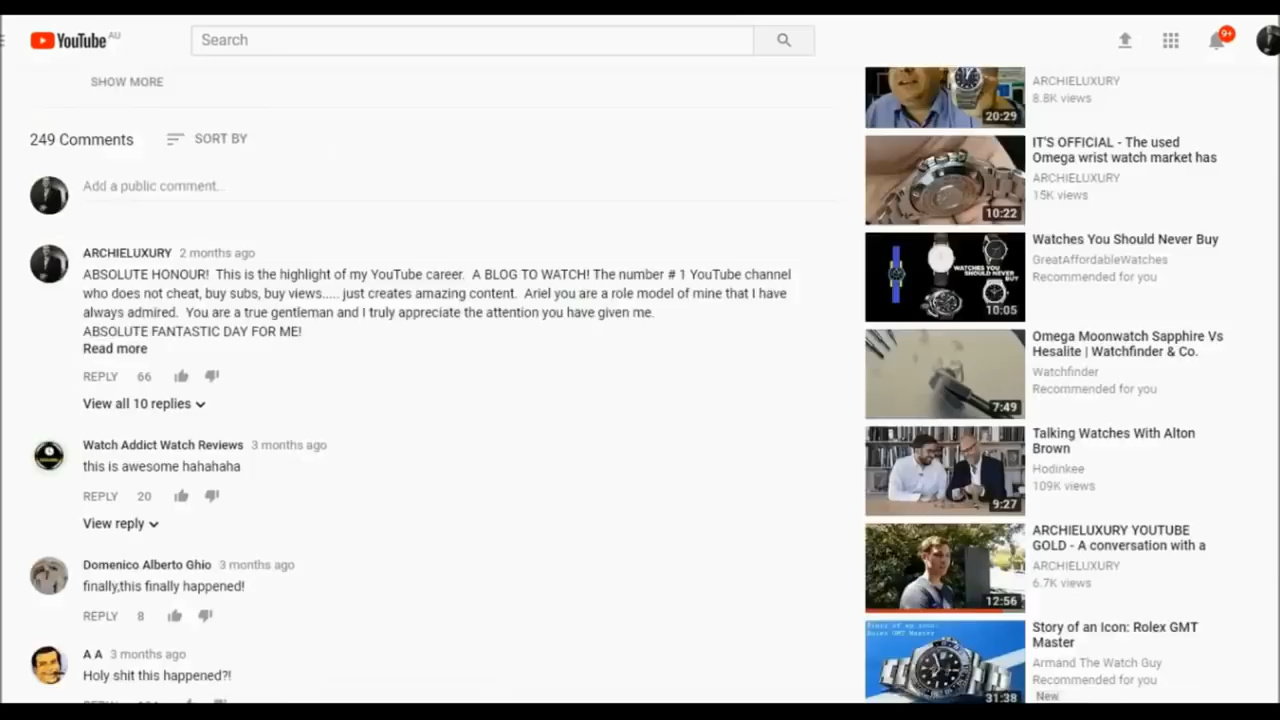 YouTube AU
Search
9+
SHOW MORE
249 Comments
SORT BY
Add a public comment...
ARCHIELUXURY 2 months ago
ABSOLUTE HONOUR! This is the highlight of my YouTube career. A BLOG TO WATCH! The number # 1 YouTube channel
who does not cheat, buy subs, buy views..... just creates amazing content. Ariel you are a role model of mine that I have
always admired. You are a true gentleman and I truly appreciate the attention you have given me.
ABSOLUTE FANTASTIC DAY FOR ME!
Read more
REPLY 66
View all 10 replies
Watch Addict Watch Reviews 3 months ago
this is awesome hahahaha
REPLY 20
View reply
Domenico Alberto Ghio 3 months ago
finally,this finally happened!
REPLY 8
A A 3 months ago
Holy shit this happened?!
ARCHIELUXURY
8.8K views
20:29
IT'S OFFICIAL - The used
Omega wrist watch market has
ARCHIELUXURY
15K views
10:22
Watches You Should Never Buy
GreatAffordableWatches
Recommended for you
WATCHES YOU
SHOULD NEVER
BUY
10:05
Omega Moonwatch Sapphire Vs
Hesalite | Watchfinder & Co.
Watchfinder
Recommended for you
7:49
Talking Watches With Alton
Brown
Hodinkee
109K views
9:27
ARCHIELUXURY YOUTUBE
GOLD - A conversation with a
ARCHIELUXURY
6.7K views
12:56
Story of an Icon: Rolex GMT
Master
Armand The Watch Guy
Recommended for you
New
Rolex GMT Master
31:38